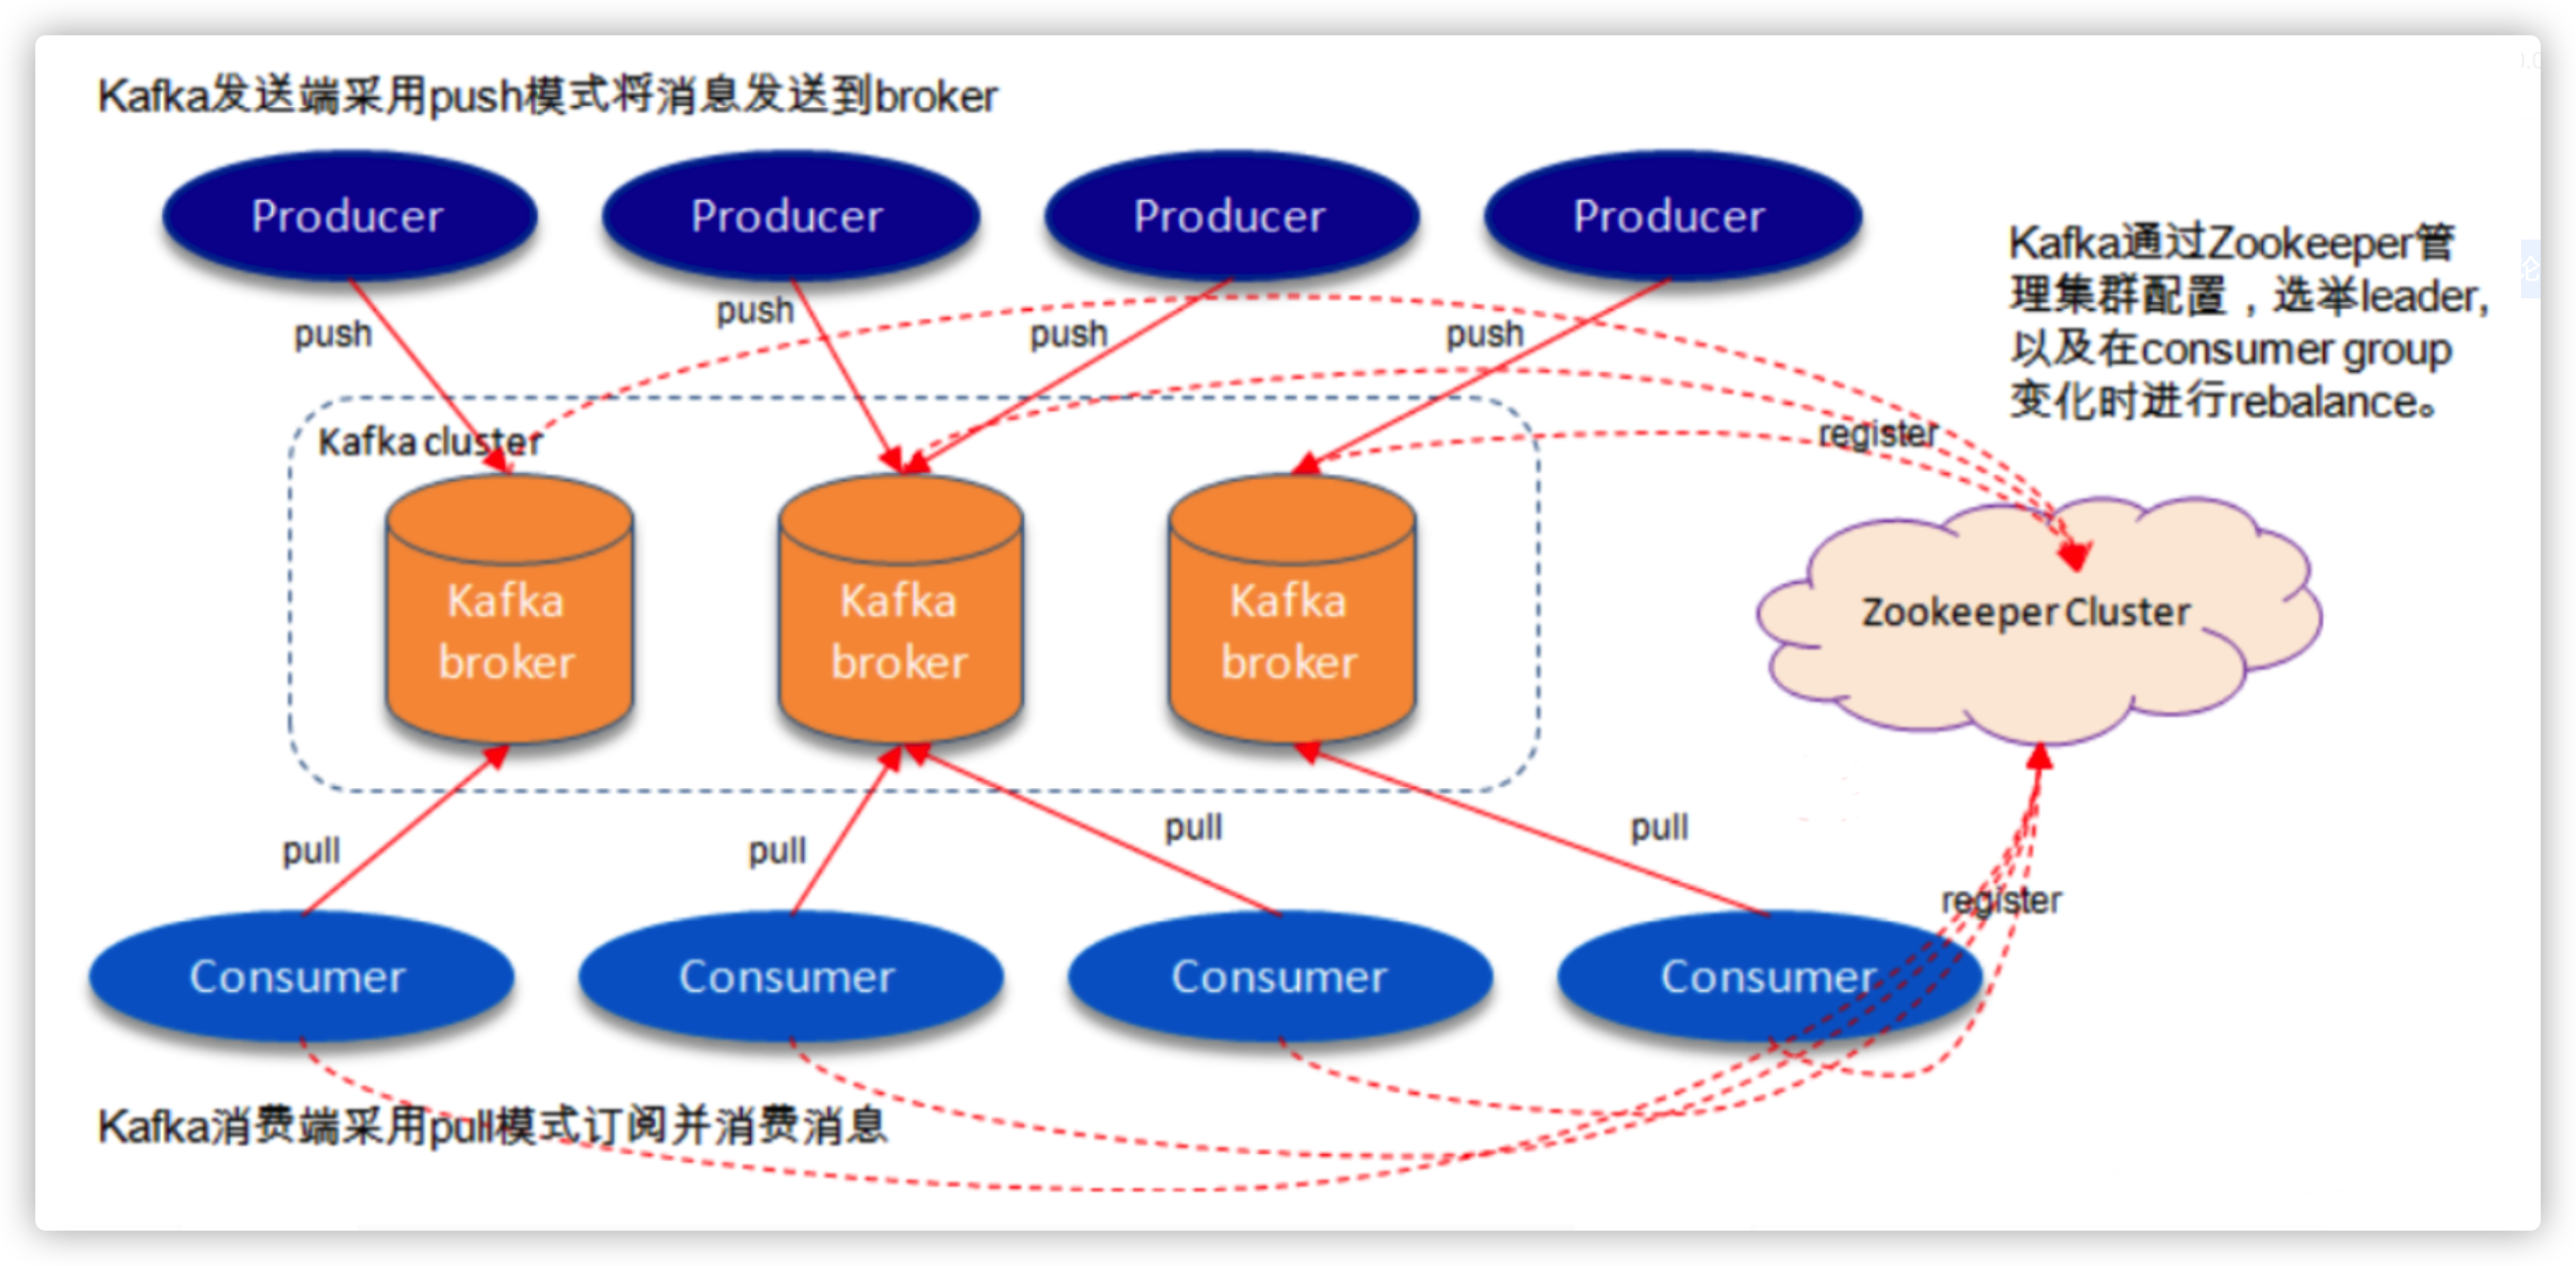 Kafka发送端采用push模式将消息发送到broker
Producer
Producer
Producer
Producer
push
push
push
push
Kafka通过Zookeeper管
理集群配置，选举leader,
以及在consumer group
变化时进行rebalance。
Kafka cluster
register
Kafka
broker
Kafka
broker
Kafka
broker
Zookeeper Cluster
pull
pull
pull
pull
register
Consumer
Consumer
Consumer
Consumer
Kafka消费端采用pull模式订阅并消费消息